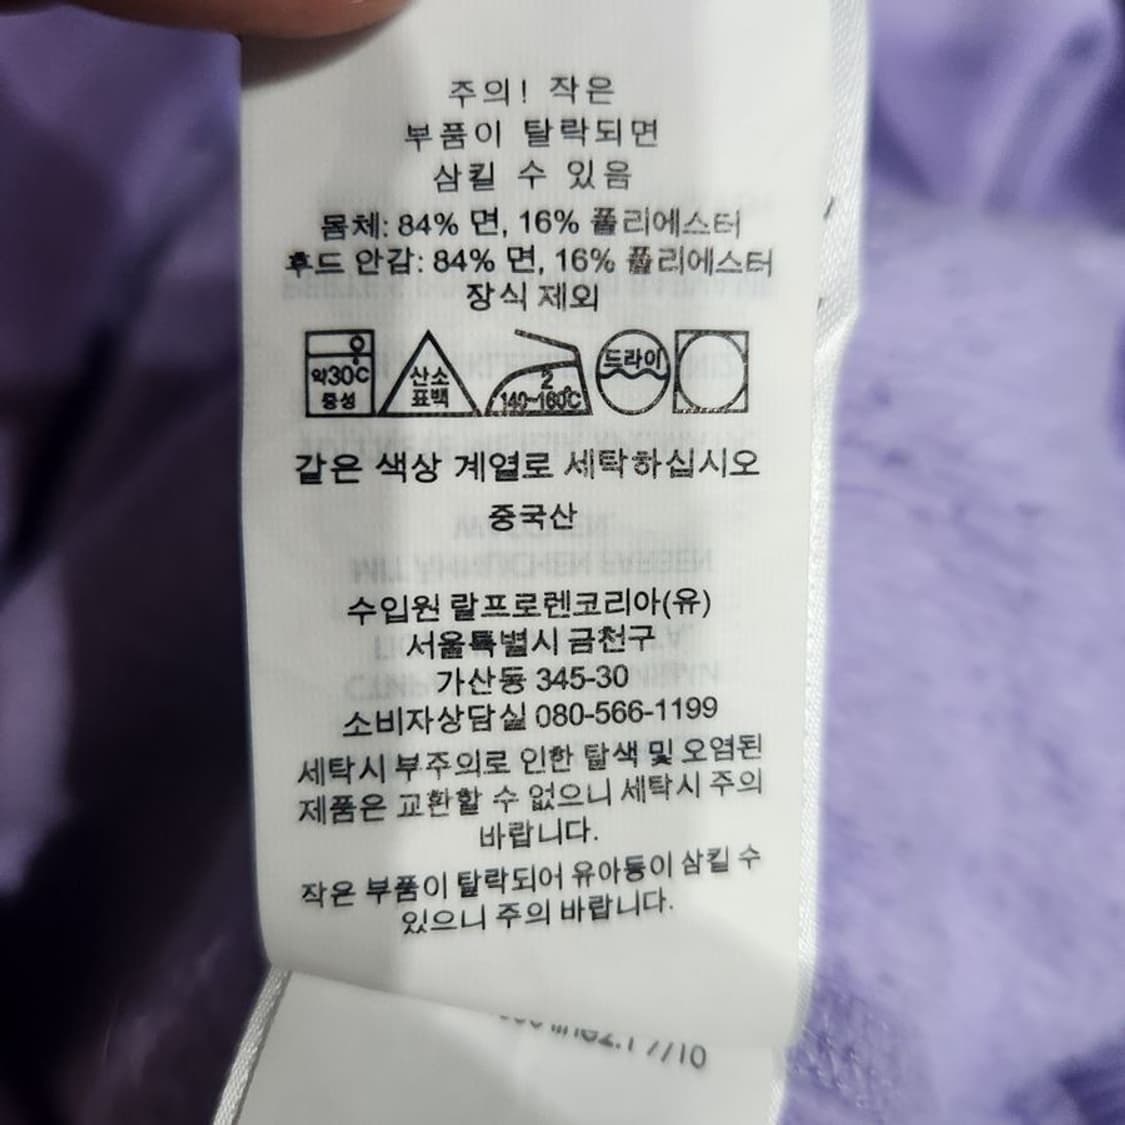 주의! 작은
부품이 탈락되면
삼킬 수 있음
몸체: 84% 면, 16% 폴리에스터
후드 안감: 84% 면, 16% 폴리에스터
장식 제외
약30℃
중성
산소
표백
2
140~160℃
드라이
같은 색상 계열로 세탁하십시오
중국산
수입원 랄프로렌코리아(유)
서울특별시 금천구
가산동 345-30
소비자상담실 080-566-1199
세탁시 부주의로 인한 탈색 및 오염된
제품은 교환할 수 없으니 세탁시 주의
바랍니다.
작은 부품이 탈락되어 유아등이 삼킬 수
있으니 주의 바랍니다.